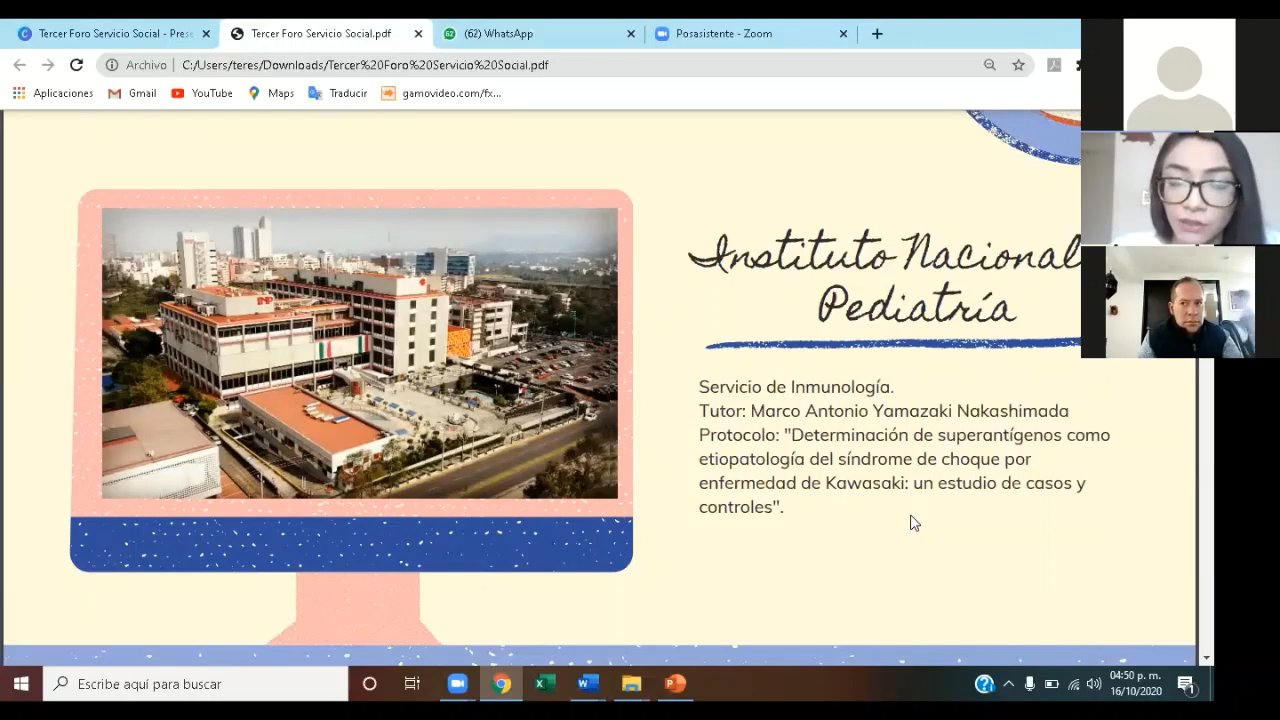 Tercer Foro Servicio Social - Prese
Tercer Foro Servicio Social.pdf
(62) WhatsApp
Posasistente - Zoom
Archivo
C:/Users/teres/Downloads/Tercer%20Foro%20Servicio%20Social.pdf
Aplicaciones
Gmail
YouTube
Maps
Traducir
gamovideo.com/fx...
INP
Instituto Nacional
Pediatría
Servicio de Inmunología.
Tutor: Marco Antonio Yamazaki Nakashimada
Protocolo: "Determinación de superantígenos como
etiopatología del síndrome de choque por
enfermedad de Kawasaki: un estudio de casos y
controles".
Escribe aquí para buscar
04:50 p. m.
16/10/2020